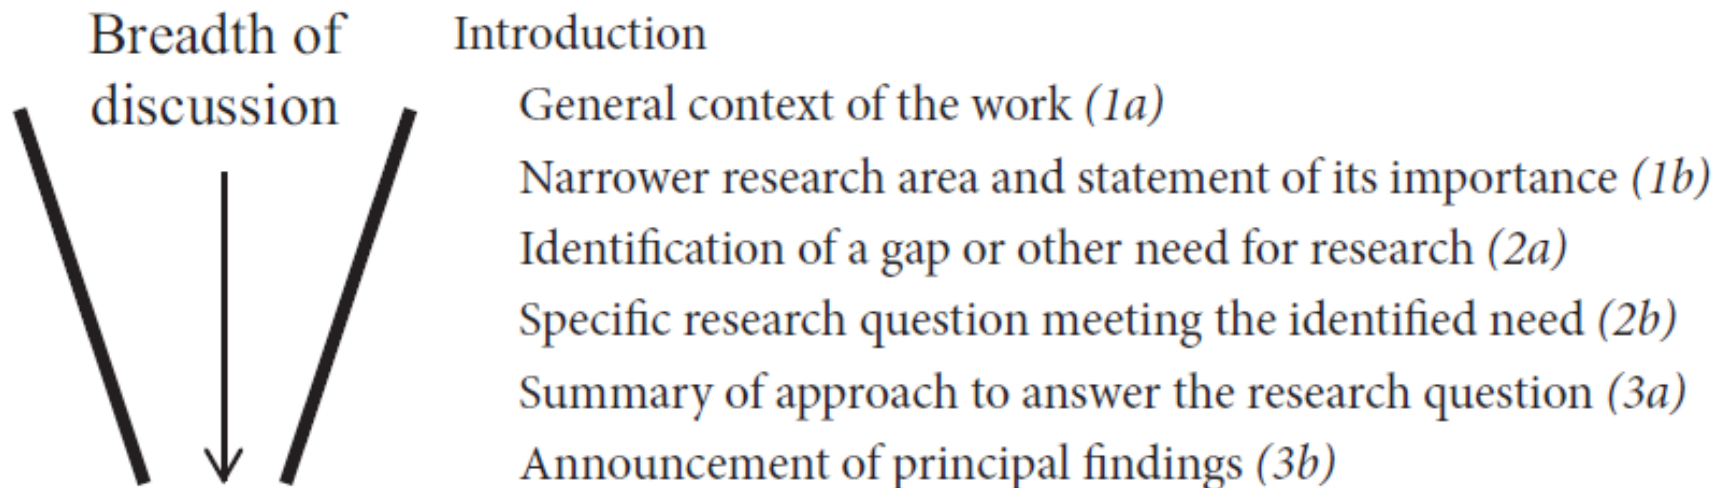 Breadth of
discussion
Introduction
General context of the work (1a)
Narrower research area and statement of its importance (1b)
Identification of a gap or other need for research (2a)
Specific research question meeting the identified need (2b)
Summary of approach to answer the research question (3a)
Announcement of principal findings (3b)